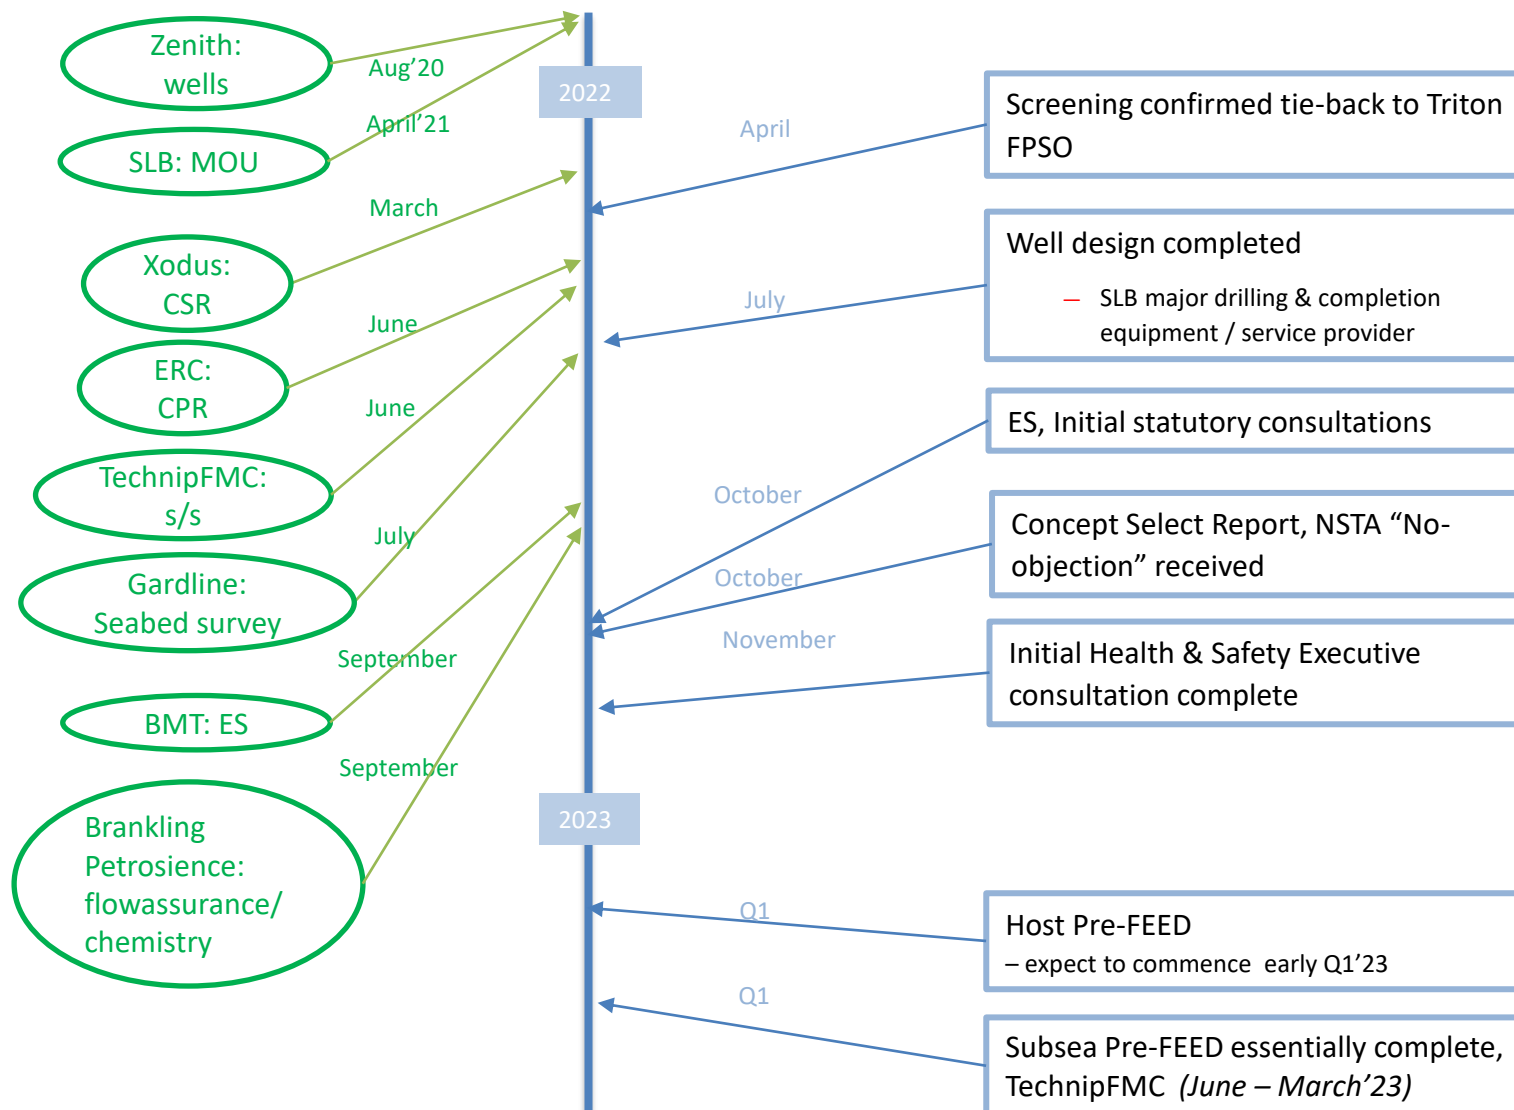 Zenith:
wells
Aug'20
April'21
SLB: MOU
March
Xodus:
CSR
June
ERC:
CPR
June
TechnipFMC:
s/s
July
Gardline:
Seabed survey
September
BMT: ES
September
Brankling
Petrosience:
flowassurance/
chemistry
2022
2023
April
Screening confirmed tie-back to Triton
FPSO
July
Well design completed
– SLB major drilling & completion
equipment / service provider
October
ES, Initial statutory consultations
October
Concept Select Report, NSTA “No-
objection” received
November
Initial Health & Safety Executive
consultation complete
Q1
Host Pre-FEED
– expect to commence early Q1’23
Q1
Subsea Pre-FEED essentially complete,
TechnipFMC (June – March’23)